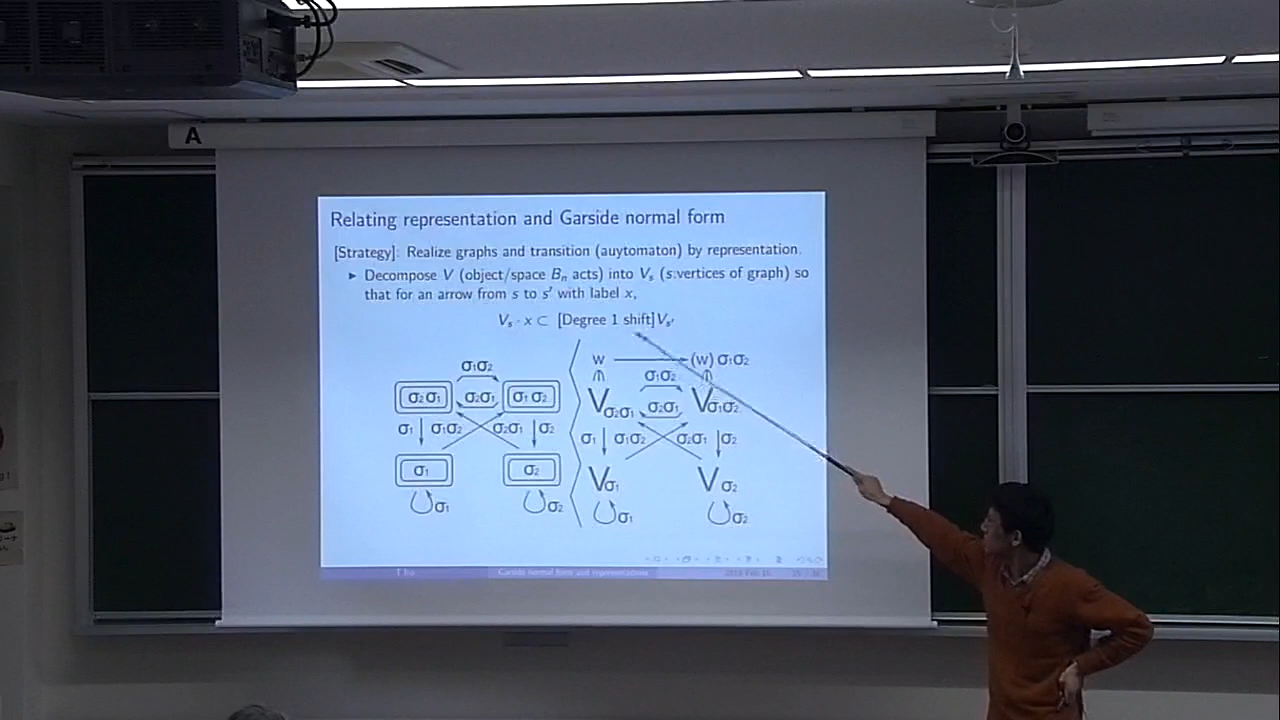 A
Relating representation and Garside normal form
[Strategy]: Realize graphs and transition (auytomaton) by representation.
▶ Decompose V (object/space Bn acts) into Vs (s:vertices of graph) so
that for an arrow from s to s′ with label x,
Vs · x ⊂ [Degree 1 shift]Vs′
σ1σ2
σ2σ1 σ2σ1 σ1σ2
σ1 σ1σ2 σ2σ1 σ2
σ1 σ2
σ1 σ2
w (w)σ1σ2
σ1σ2
Vσ2σ1 σ2σ1 Vσ1σ2
σ1 σ1σ2 σ2σ1 σ2
Vσ1 Vσ2
σ1 σ2
Garside normal form and representations